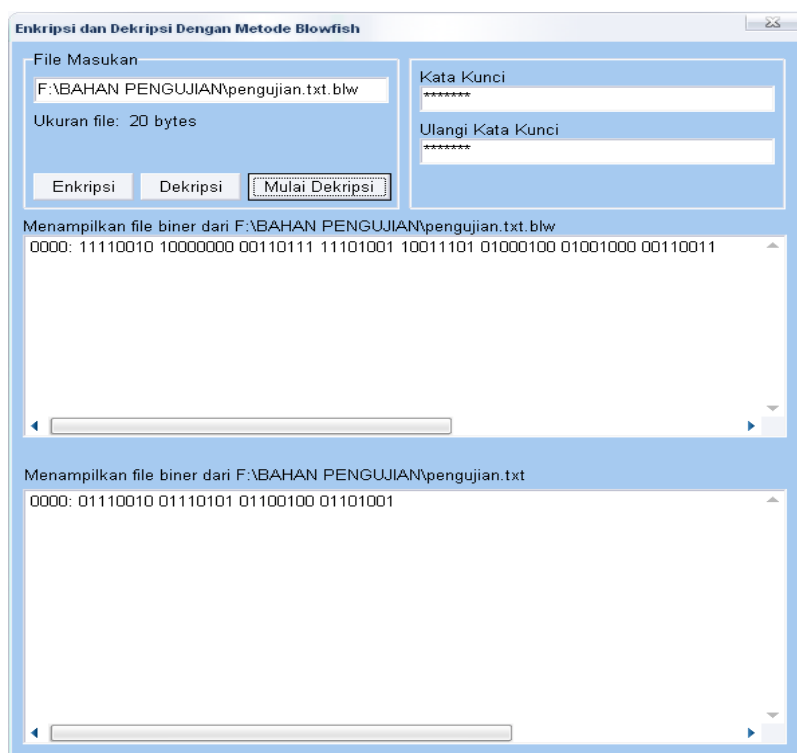 Enkripsi dan Dekripsi Dengan Metode Blowfish
File Masukan
F:\BAHAN PENGUJIAN\pengujian.txt.blw
Ukuran file: 20 bytes
Enkripsi Dekripsi Mulai Dekripsi
Kata Kunci
*******
Ulangi Kata Kunci
*******
Menampilkan file biner dari F:\BAHAN PENGUJIAN\pengujian.txt.blw
0000: 11110010 10000000 00110111 11101001 10011101 01000100 01001000 00110011
Menampilkan file biner dari F:\BAHAN PENGUJIAN\pengujian.txt
0000: 01110010 01110101 01100100 01101001